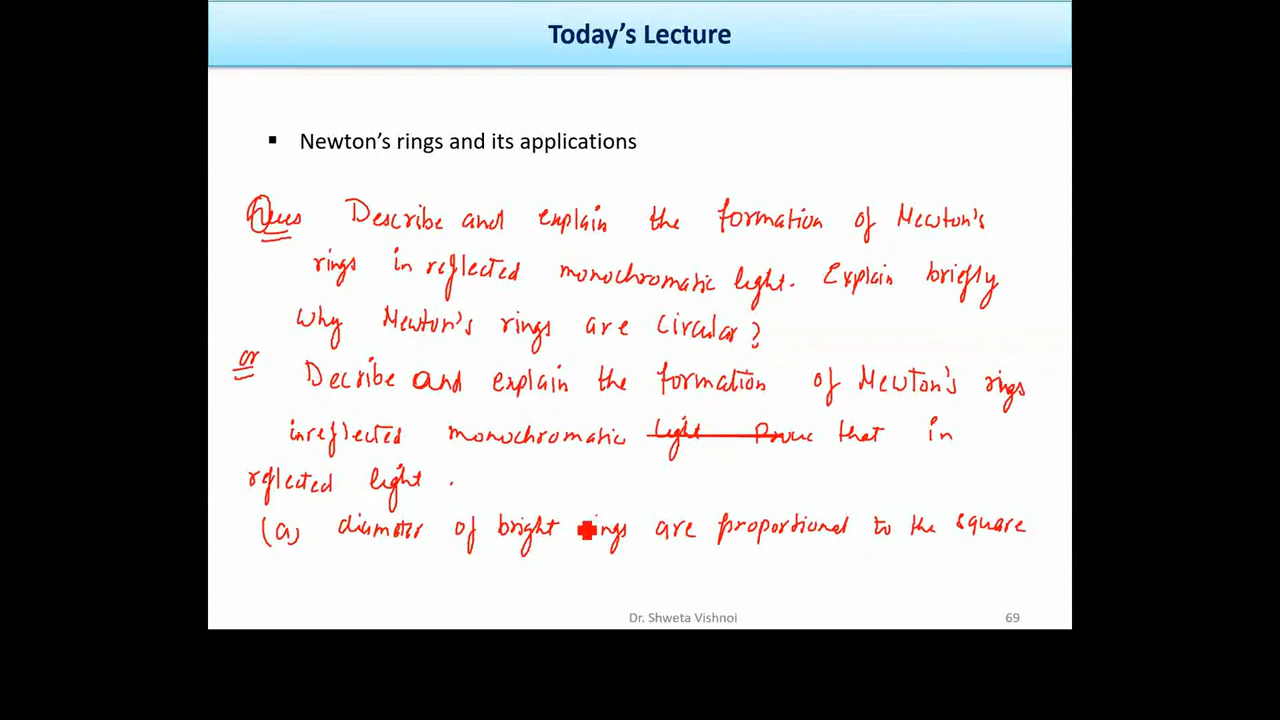 Today's Lecture
▪ Newton's rings and its applications
Ques Describe and explain the formation of Newton's
rings in reflected monochromatic light. Explain briefly
why Newton's rings are circular?
or
Decribe and explain the formation of Newton's rings
in reflected monochromatic light Prove that in
reflected light.
(a) diameter of bright rings are proportional to the square
Dr. Shweta Vishnoi
69